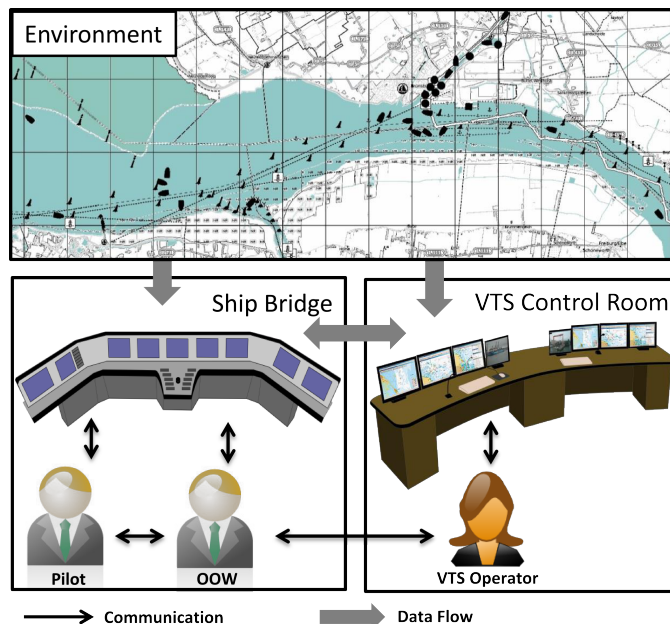 Environment
Ship Bridge
VTS Control Room
Pilot
OOW
VTS Operator
Communication
Data Flow